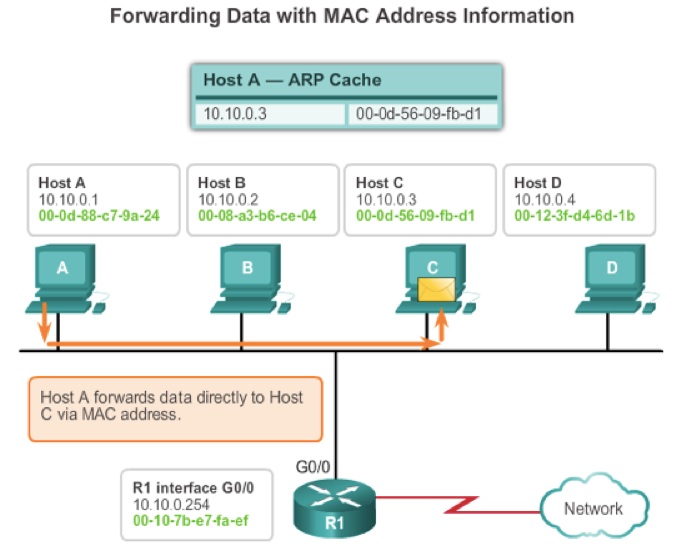 Forwarding Data with MAC Address Information
Host A — ARP Cache
10.10.0.3 00-0d-56-09-fb-d1
Host A
10.10.0.1
00-0d-88-c7-9a-24
Host B
10.10.0.2
00-08-a3-b6-ce-04
Host C
10.10.0.3
00-0d-56-09-fb-d1
Host D
10.10.0.4
00-12-3f-d4-6d-1b
A
B
C
D
Host A forwards data directly to Host
C via MAC address.
G0/0
R1 interface G0/0
10.10.0.254
00-10-7b-e7-fa-ef
R1
Network